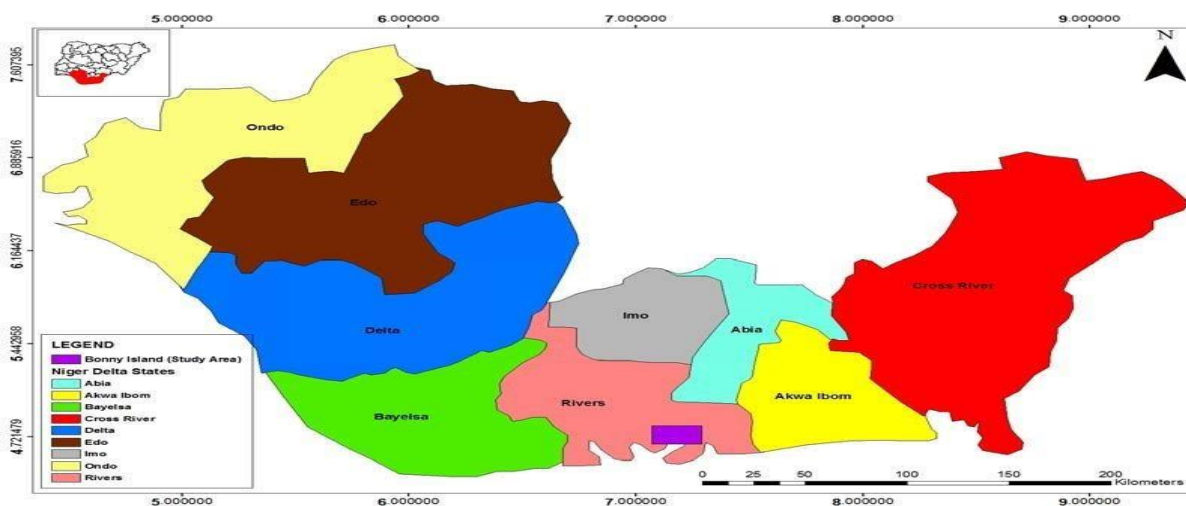 5.000000 6.000000 7.000000 8.000000 9.000000
N
7.607395
6.885916
6.164437
5.442958
4.721479
Ondo
Edo
Delta
Bayelsa
Imo
Abia
Rivers
Akwa Ibom
Cross River
LEGEND
Bonny Island (Study Area)
Niger Delta States
Abia
Akwa Ibom
Bayelsa
Cross River
Delta
Edo
Imo
Ondo
Rivers
0 25 50 100 150 200
Kilometers
5.000000 6.000000 7.000000 8.000000 9.000000